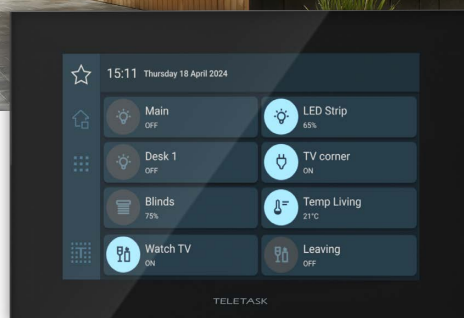 15:11 Thursday 18 April 2024
Main
OFF
LED Strip
65%
Desk 1
OFF
TV corner
ON
Blinds
75%
Temp Living
21°C
Watch TV
ON
Leaving
OFF
TELETASK